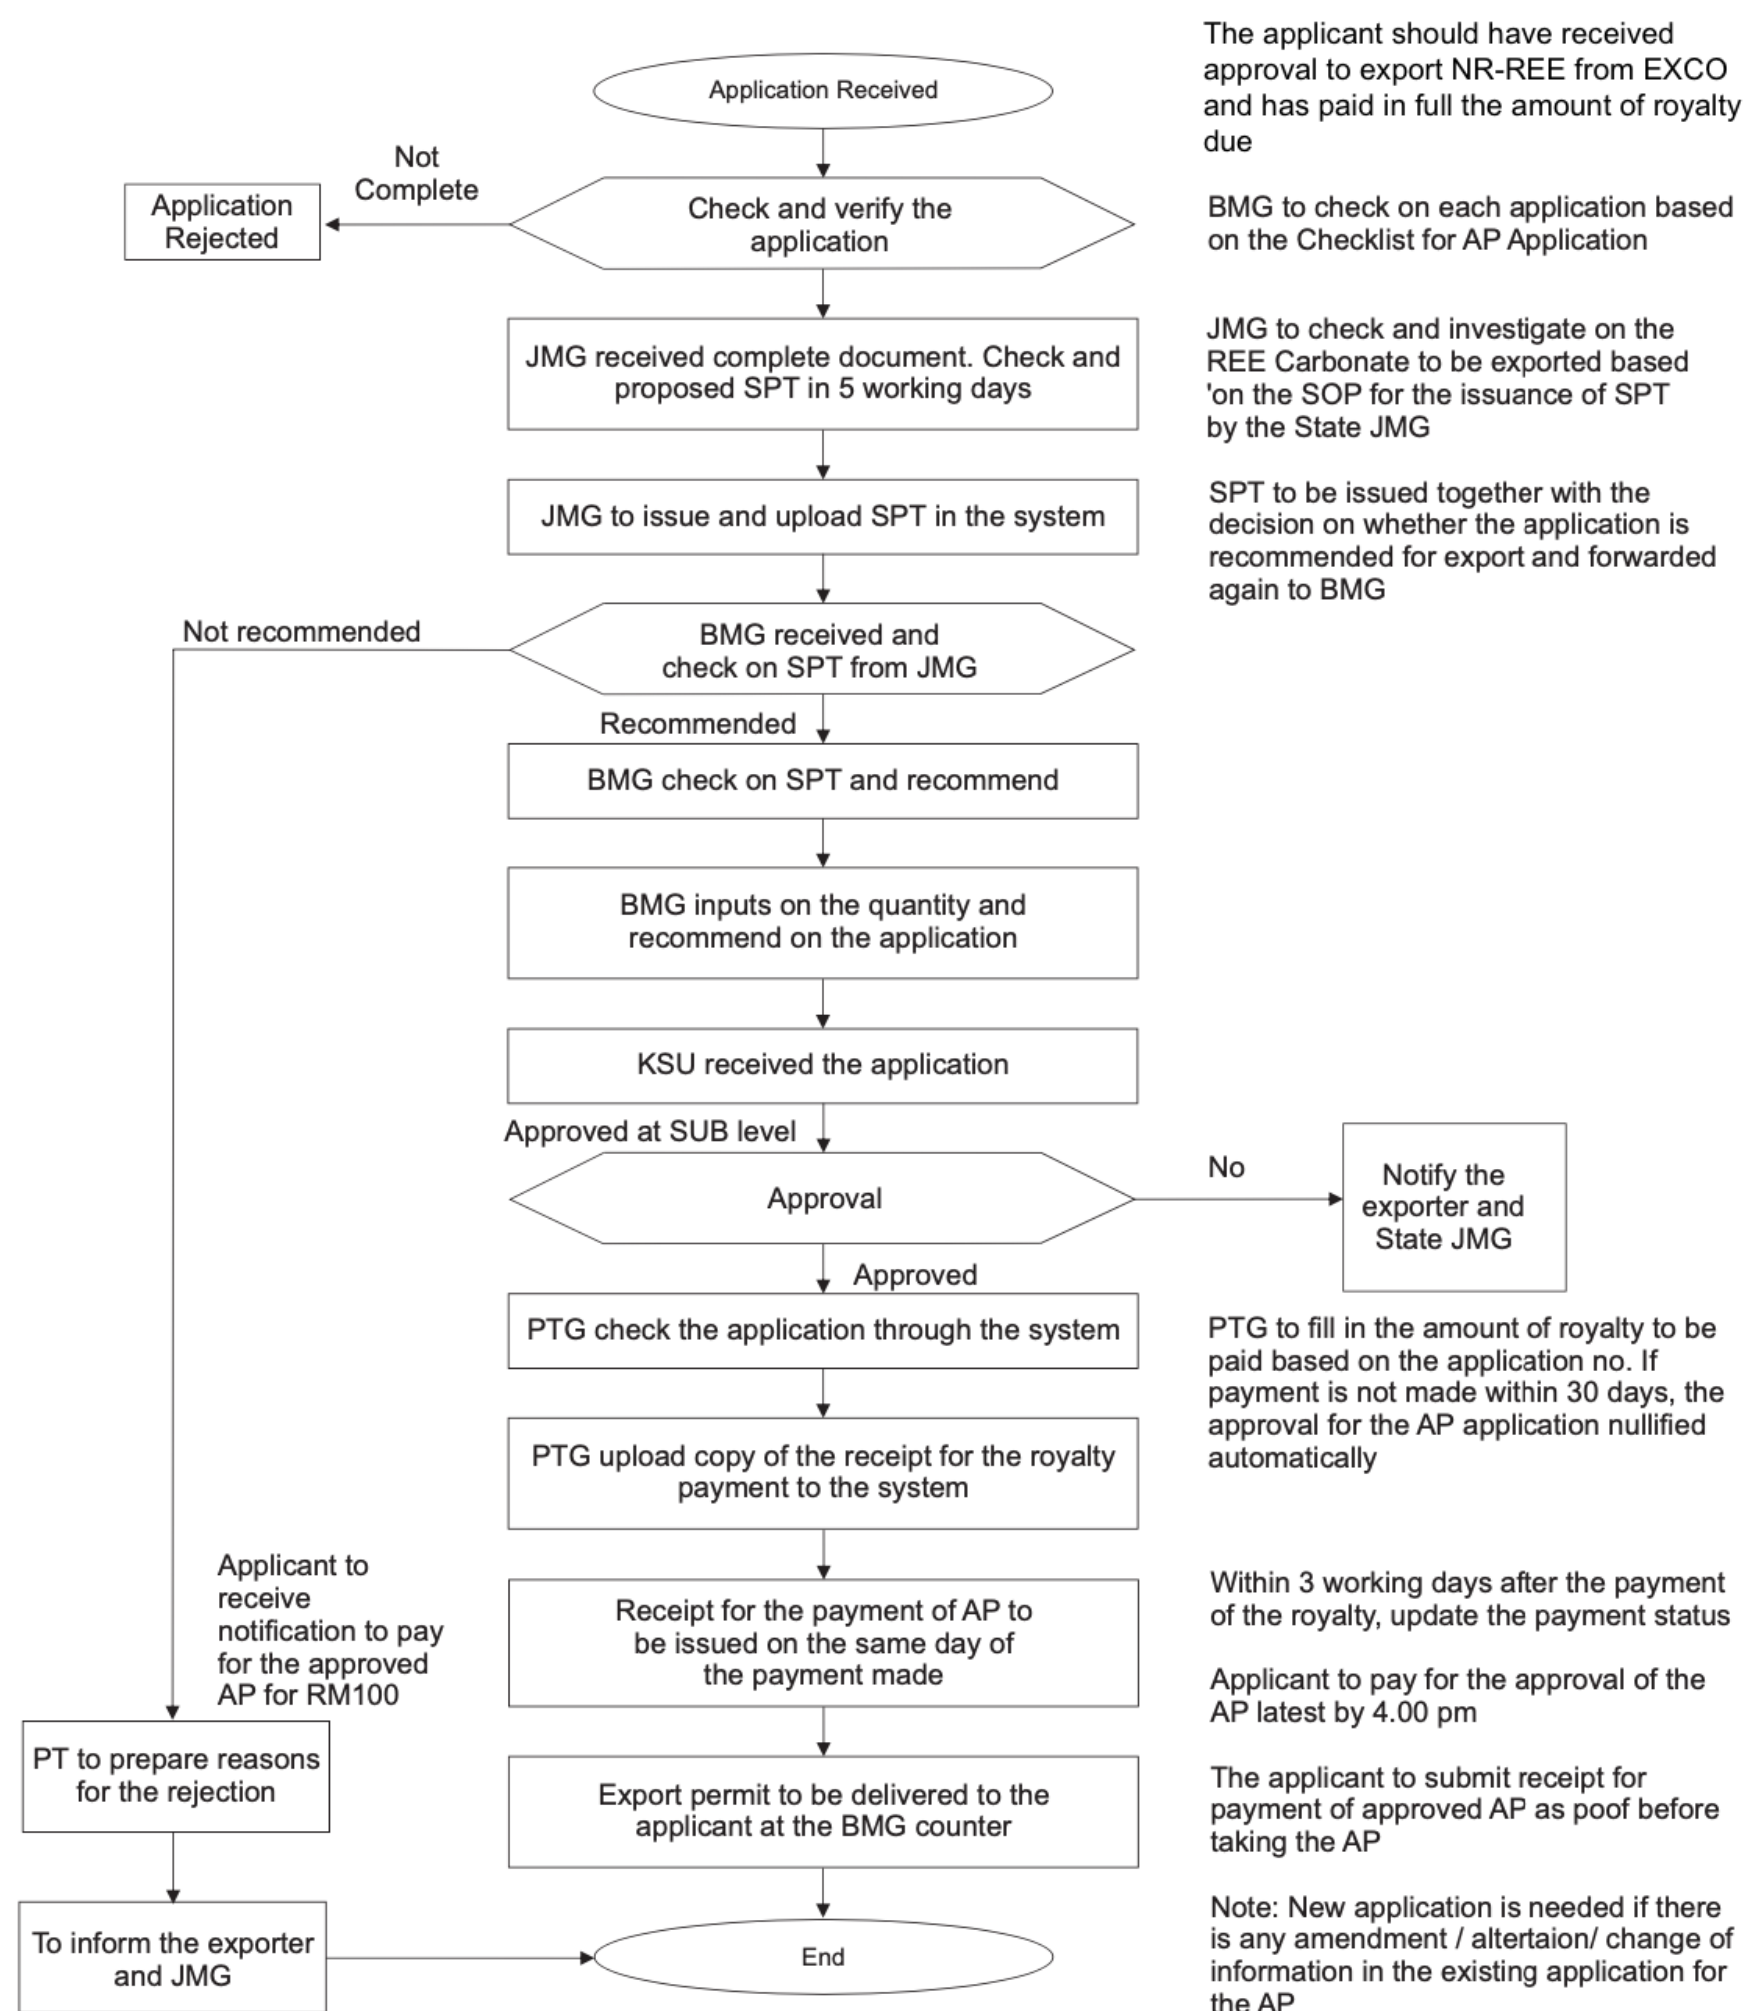 The applicant should have received
approval to export NR-REE from EXCO
and has paid in full the amount of royalty
due
Application Received
Not
Complete
Application
Rejected
Check and verify the
application
BMG to check on each application based
on the Checklist for AP Application
JMG received complete document. Check and
proposed SPT in 5 working days
JMG to check and investigate on the
REE Carbonate to be exported based
'on the SOP for the issuance of SPT
by the State JMG
JMG to issue and upload SPT in the system
SPT to be issued together with the
decision on whether the application is
recommended for export and forwarded
again to BMG
Not recommended
BMG received and
check on SPT from JMG
Recommended
BMG check on SPT and recommend
BMG inputs on the quantity and
recommend on the application
KSU received the application
Approved at SUB level
Approval
No
Notify the
exporter and
State JMG
Approved
PTG check the application through the system
PTG to fill in the amount of royalty to be
paid based on the application no. If
payment is not made within 30 days, the
approval for the AP application nullified
automatically
PTG upload copy of the receipt for the royalty
payment to the system
Applicant to
receive
notification to pay
for the approved
AP for RM100
Receipt for the payment of AP to
be issued on the same day of
the payment made
Within 3 working days after the payment
of the royalty, update the payment status
Applicant to pay for the approval of the
AP latest by 4.00 pm
PT to prepare reasons
for the rejection
Export permit to be delivered to the
applicant at the BMG counter
The applicant to submit receipt for
payment of approved AP as poof before
taking the AP
To inform the exporter
and JMG
End
Note: New application is needed if there
is any amendment / altertaion/ change of
information in the existing application for
the AP